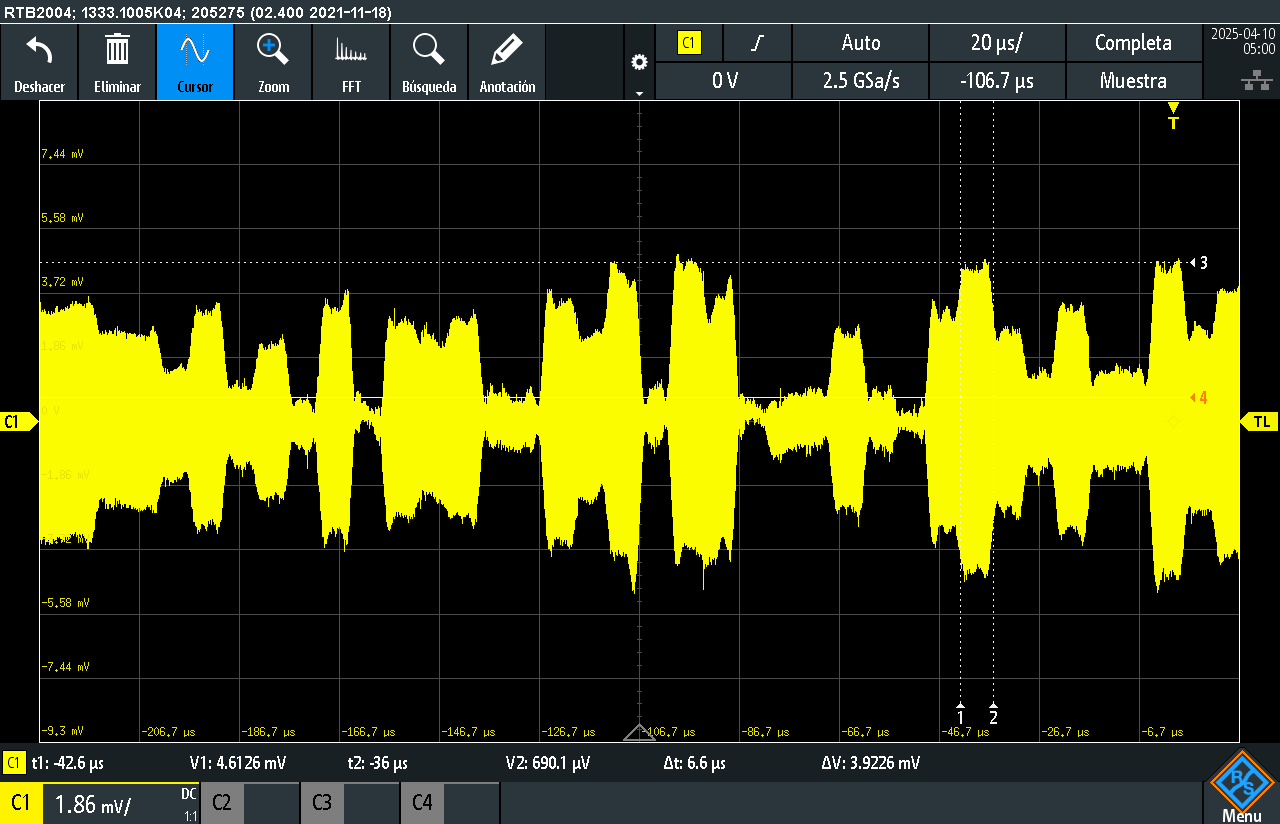 RTB2004; 1333.1005K04; 205275 (02.400 2021-11-18)
Deshacer Eliminar Cursor Zoom FFT Búsqueda Anotación
C1 Auto 20 µs/ Completa
0 V 2.5 GSa/s -106.7 µs Muestra
2025-04-10
05:00
T
7.44 mV
5.58 mV
3
3.72 mV
1.86 mV
4
0 V
C1
TL
-1.86 mV
-5.58 mV
-7.44 mV
1 2
-9.3 mV -206.7 µs -186.7 µs -166.7 µs -146.7 µs -126.7 µs -106.7 µs -86.7 µs -66.7 µs -46.7 µs -26.7 µs -6.7 µs
C1 t1: -42.6 µs V1: 4.6126 mV t2: -36 µs V2: 690.1 µV Δt: 6.6 µs ΔV: 3.9226 mV
C1 1.86 mV/ DC 1:1 C2 C3 C4
R S
Menu